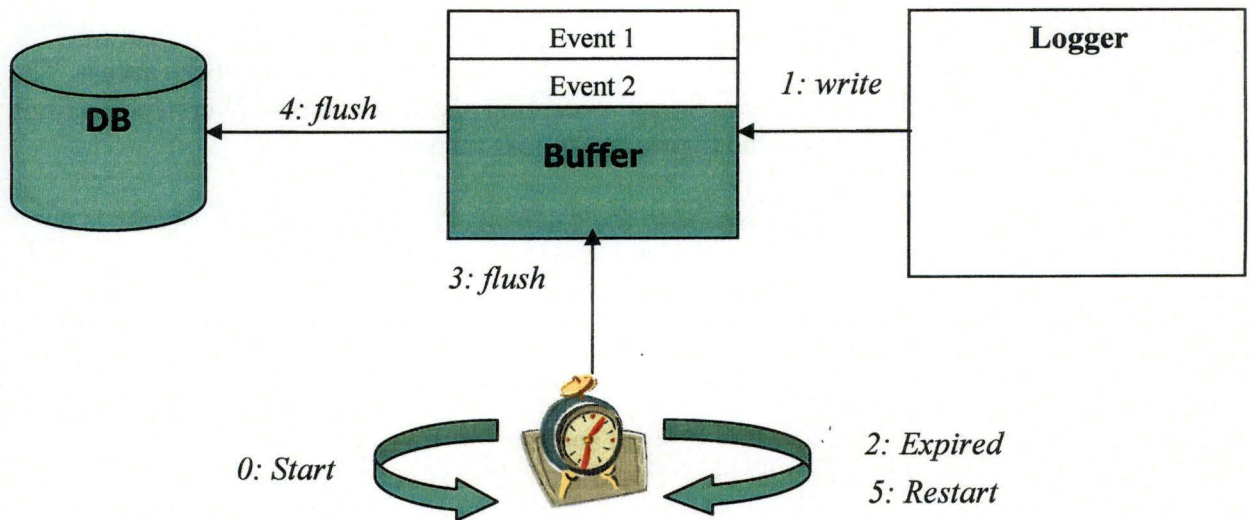 Event 1
Event 2
Buffer
Logger
1: write
4: flush
DB
3: flush
0: Start
2: Expired
5: Restart